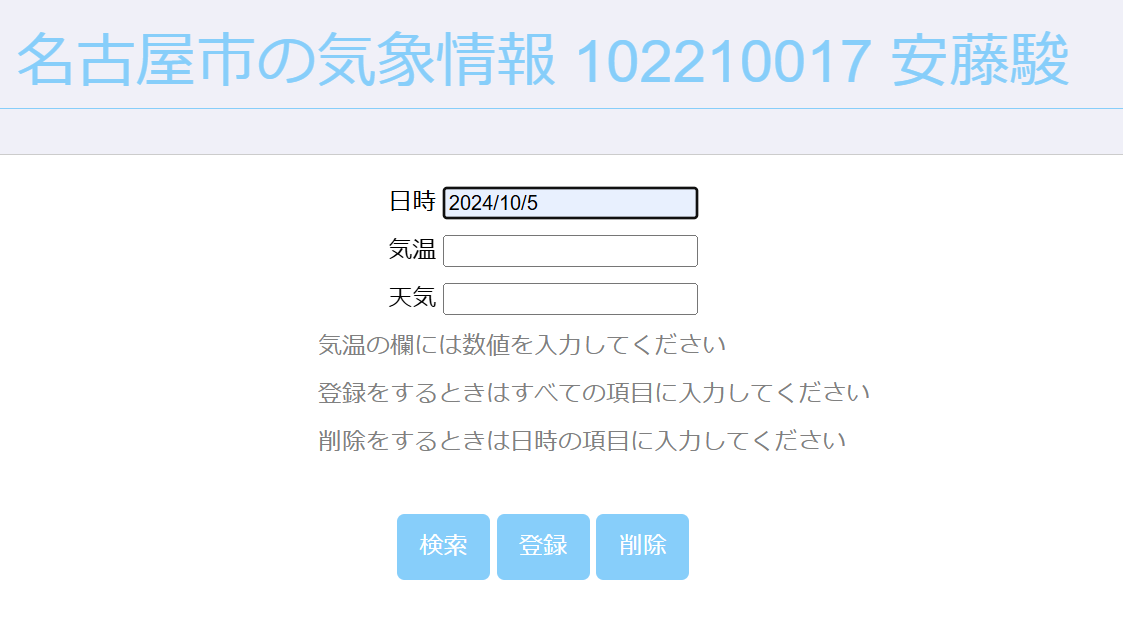 名古屋市の気象情報 102210017 安藤駿
日時 2024/10/5
気温
天気
気温の欄には数値を入力してください
登録をするときはすべての項目に入力してください
削除をするときは日時の項目に入力してください
検索 登録 削除